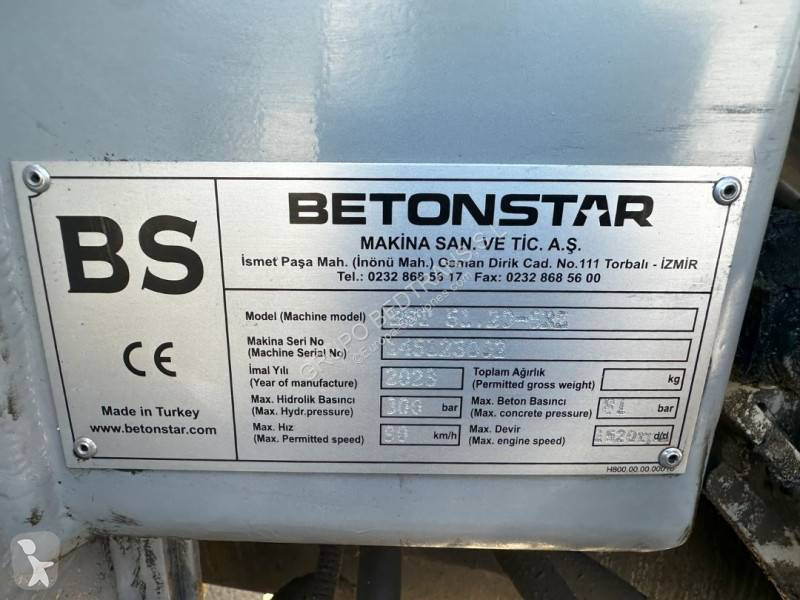 BS
CE
Made in Turkey
www.betonstar.com
BETONSTAR
MAKİNA SAN. VE TİC. A.Ş.
İsmet Paşa Mah. (İnönü Mah.) Osman Dirik Cad. No.111 Torbalı - İZMİR
Tel.: 0232 868 56 17 Fax: 0232 868 56 00
Model (Machine model)
Makina Seri No
(Machine Serial No)
İmal Yılı
(Year of manufacture)
2023
Toplam Ağırlık
(Permitted gross weight)
kg
Max. Hidrolik Basıncı
(Max. Hydr.pressure)
300 bar
Max. Beton Basıncı
(Max. concrete pressure)
bar
Max. Hız
(Max. Permitted speed)
km/h
Max. Devir
(Max. engine speed)
d/d
GRUPO BEDTRANS S.L